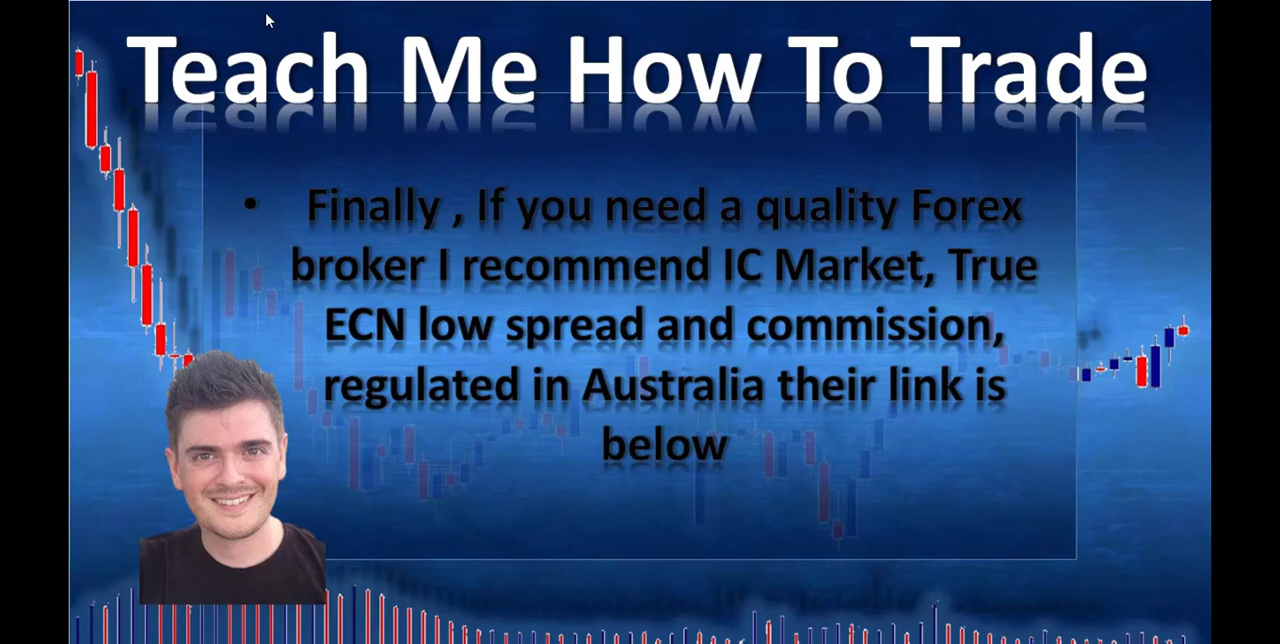 Teach Me How To Trade
• Finally , If you need a quality Forex
broker I recommend IC Market, True
ECN low spread and commission,
regulated in Australia their link is
below